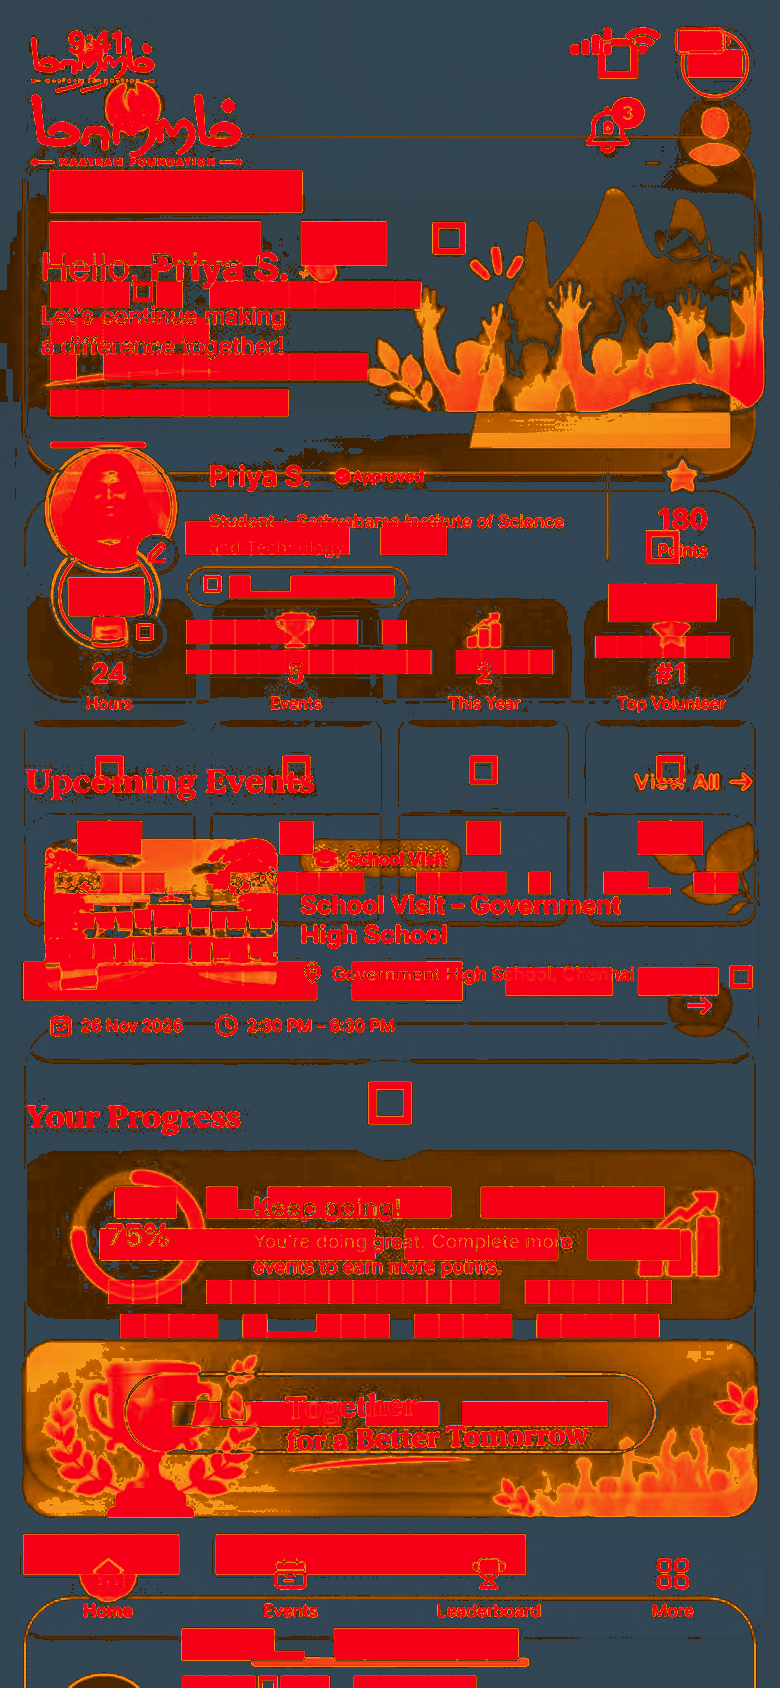 9:41
மாற்றம்
மாற்றம்
MAATRAM FOUNDATION
3
Hello, Priya S.
Let's continue making
a difference together!
Priya S.
Approved
Student - Sathyabama Institute of Science
and Technology
180
Points
24
Hours
5
Events
2
This Year
#1
Top Volunteer
Upcoming Events
View All →
School Visit
School Visit – Government
High School
Government High School, Chennai
26 Nov 2026
2:30 PM – 6:30 PM
Your Progress
75%
Keep going!
You're doing great. Complete more
events to earn more points.
Together
for a Better Tomorrow
Home
Events
Leaderboard
More